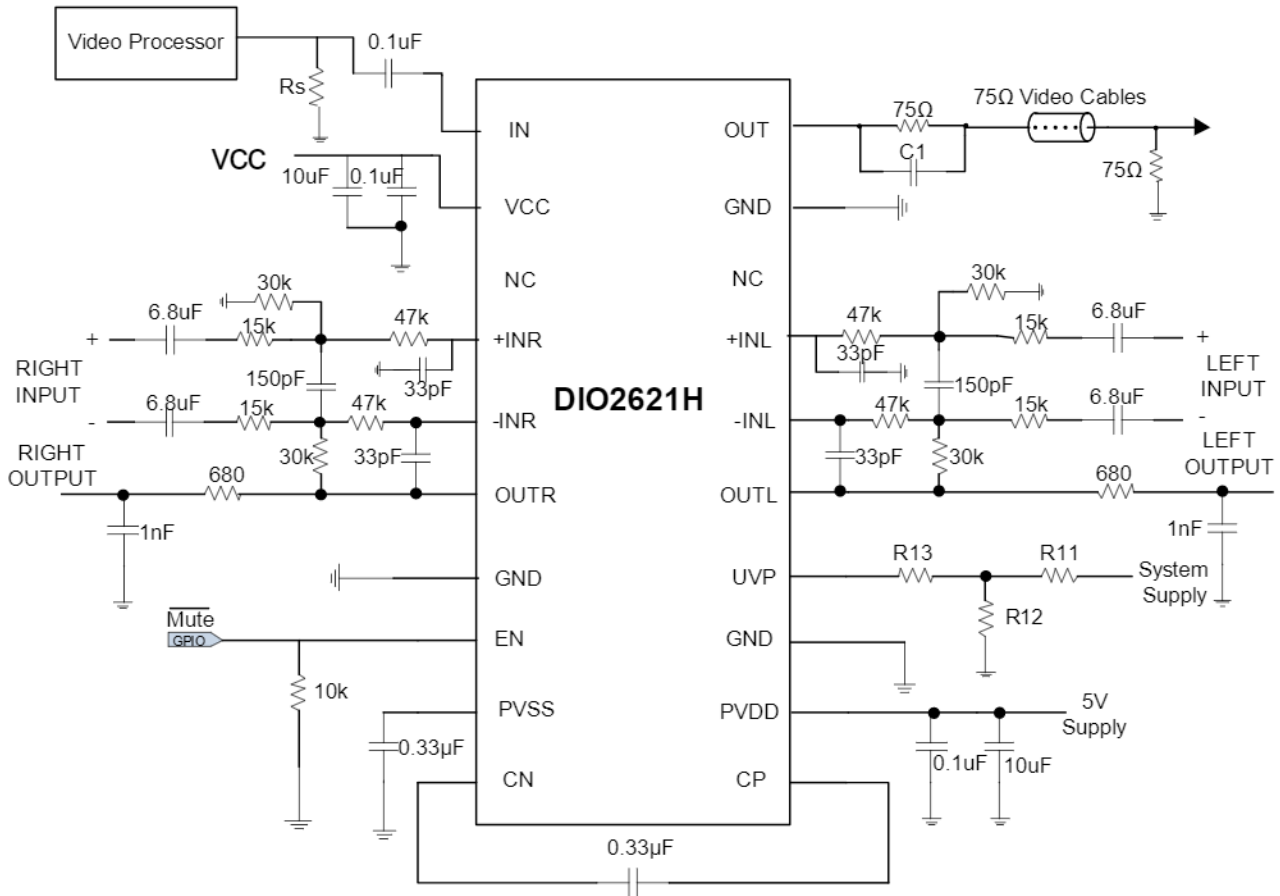 Video Processor
0.1uF
Rs
IN
VCC
10uF
0.1uF
VCC
NC
30k
6.8uF
15k
47k
+
+INR
RIGHT
INPUT
150pF
33pF
6.8uF
15k
47k
-
-INR
RIGHT
OUTPUT
30k
33pF
680
OUTR
1nF
GND
Mute
GPIO
EN
10k
PVSS
0.33µF
CN
DIO2621H
OUT
75Ω
C1
75Ω Video Cables
75Ω
GND
NC
30k
47k
15k
6.8uF
+INL
+
33pF
LEFT
INPUT
150pF
47k
15k
6.8uF
-INL
-
LEFT
OUTPUT
33pF
30k
680
OUTL
1nF
UVP
R13
R11
System
Supply
R12
GND
PVDD
5V
Supply
0.1uF
10uF
CP
0.33µF